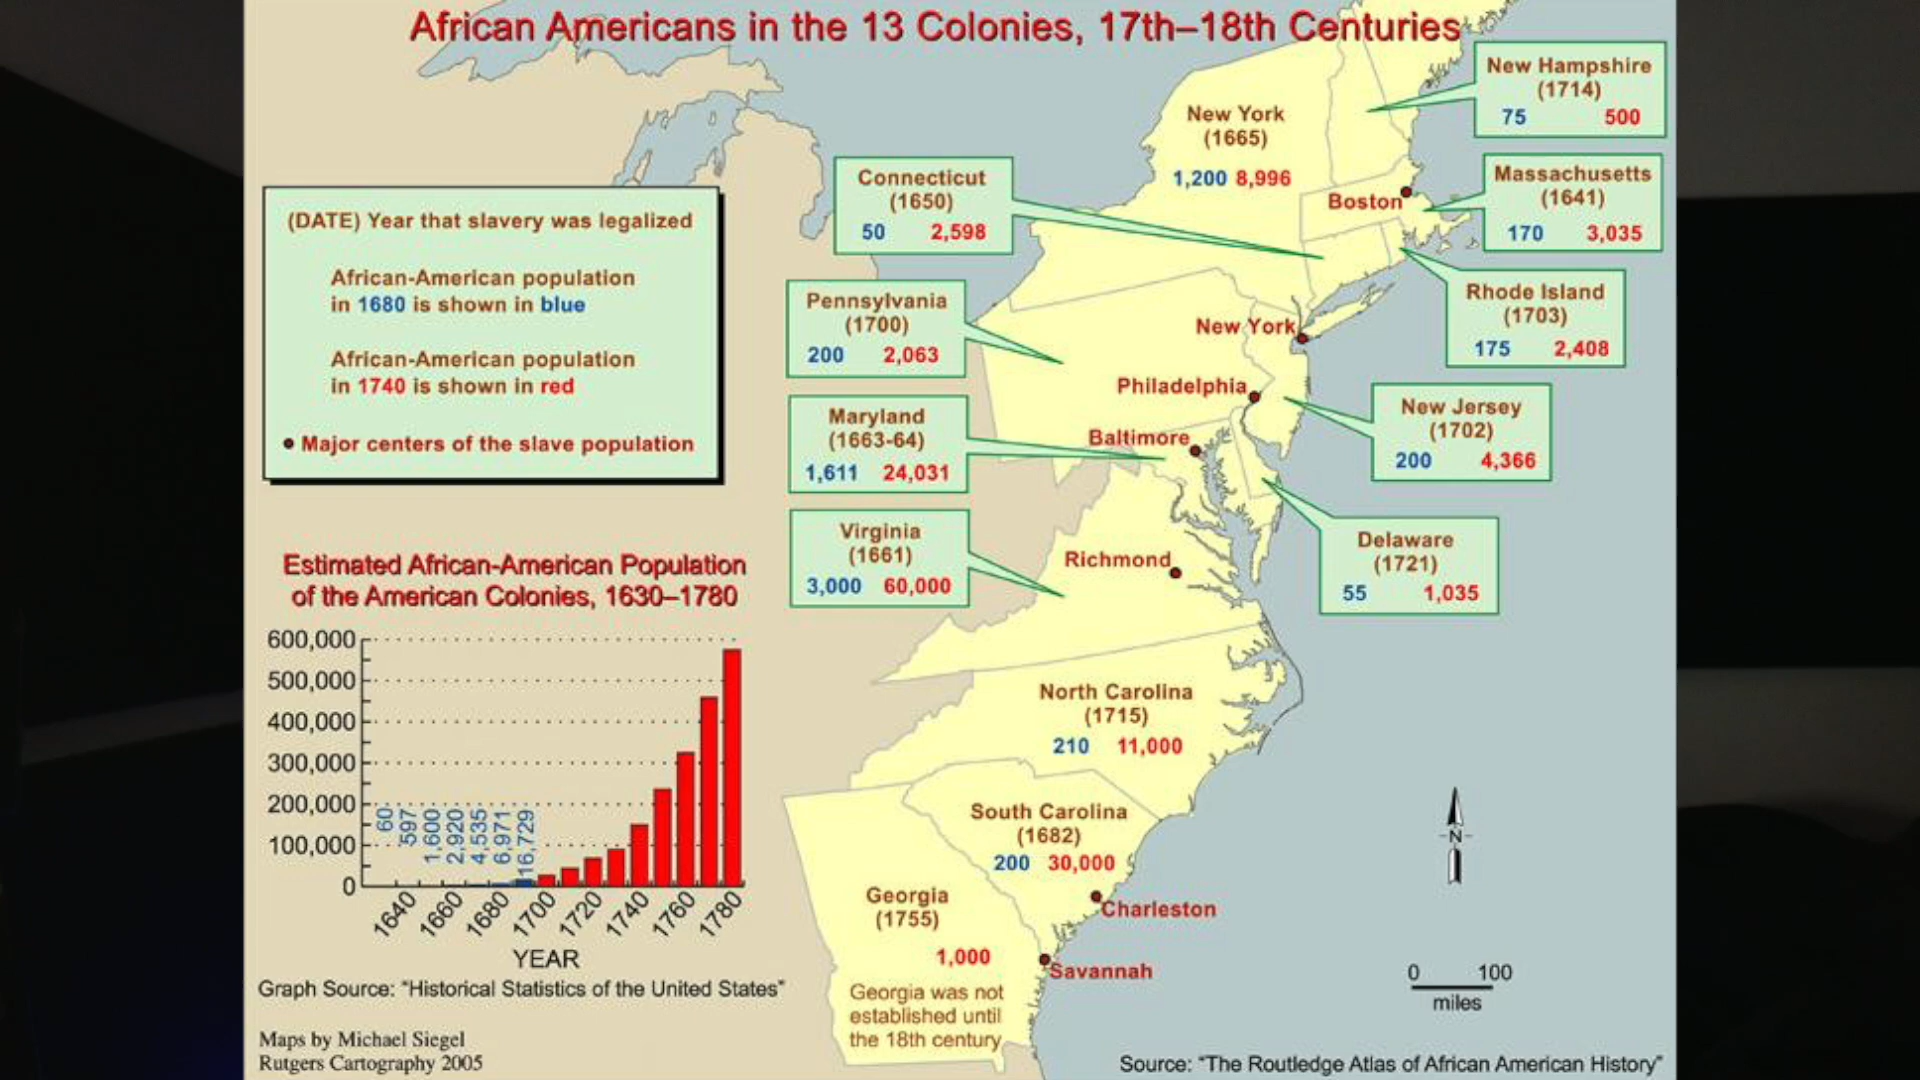 African Americans in the 13 Colonies, 17th–18th Centuries
New Hampshire
(1714)
75 500
New York
(1665)
1,200 8,996
Connecticut
(1650)
50 2,598
Massachusetts
(1641)
170 3,035
Boston
(DATE) Year that slavery was legalized
African-American population
in 1680 is shown in blue
African-American population
in 1740 is shown in red
Major centers of the slave population
Pennsylvania
(1700)
200 2,063
Rhode Island
(1703)
175 2,408
New York
Philadelphia
New Jersey
(1702)
200 4,366
Maryland
(1663-64)
1,611 24,031
Baltimore
Virginia
(1661)
3,000 60,000
Richmond
Delaware
(1721)
55 1,035
Estimated African-American Population
of the American Colonies, 1630–1780
600,000
500,000
400,000
300,000
200,000
100,000
0
60
597
1,600
2,920
4,535
6,971
16,729
1640
1660
1680
1700
1720
1740
1760
1780
YEAR
Graph Source: “Historical Statistics of the United States”
Maps by Michael Siegel
Rutgers Cartography 2005
North Carolina
(1715)
210 11,000
South Carolina
(1682)
200 30,000
Charleston
Georgia
(1755)
1,000
Georgia was not
established until
the 18th century
Savannah
N
0 100
miles
Source: “The Routledge Atlas of African American History”